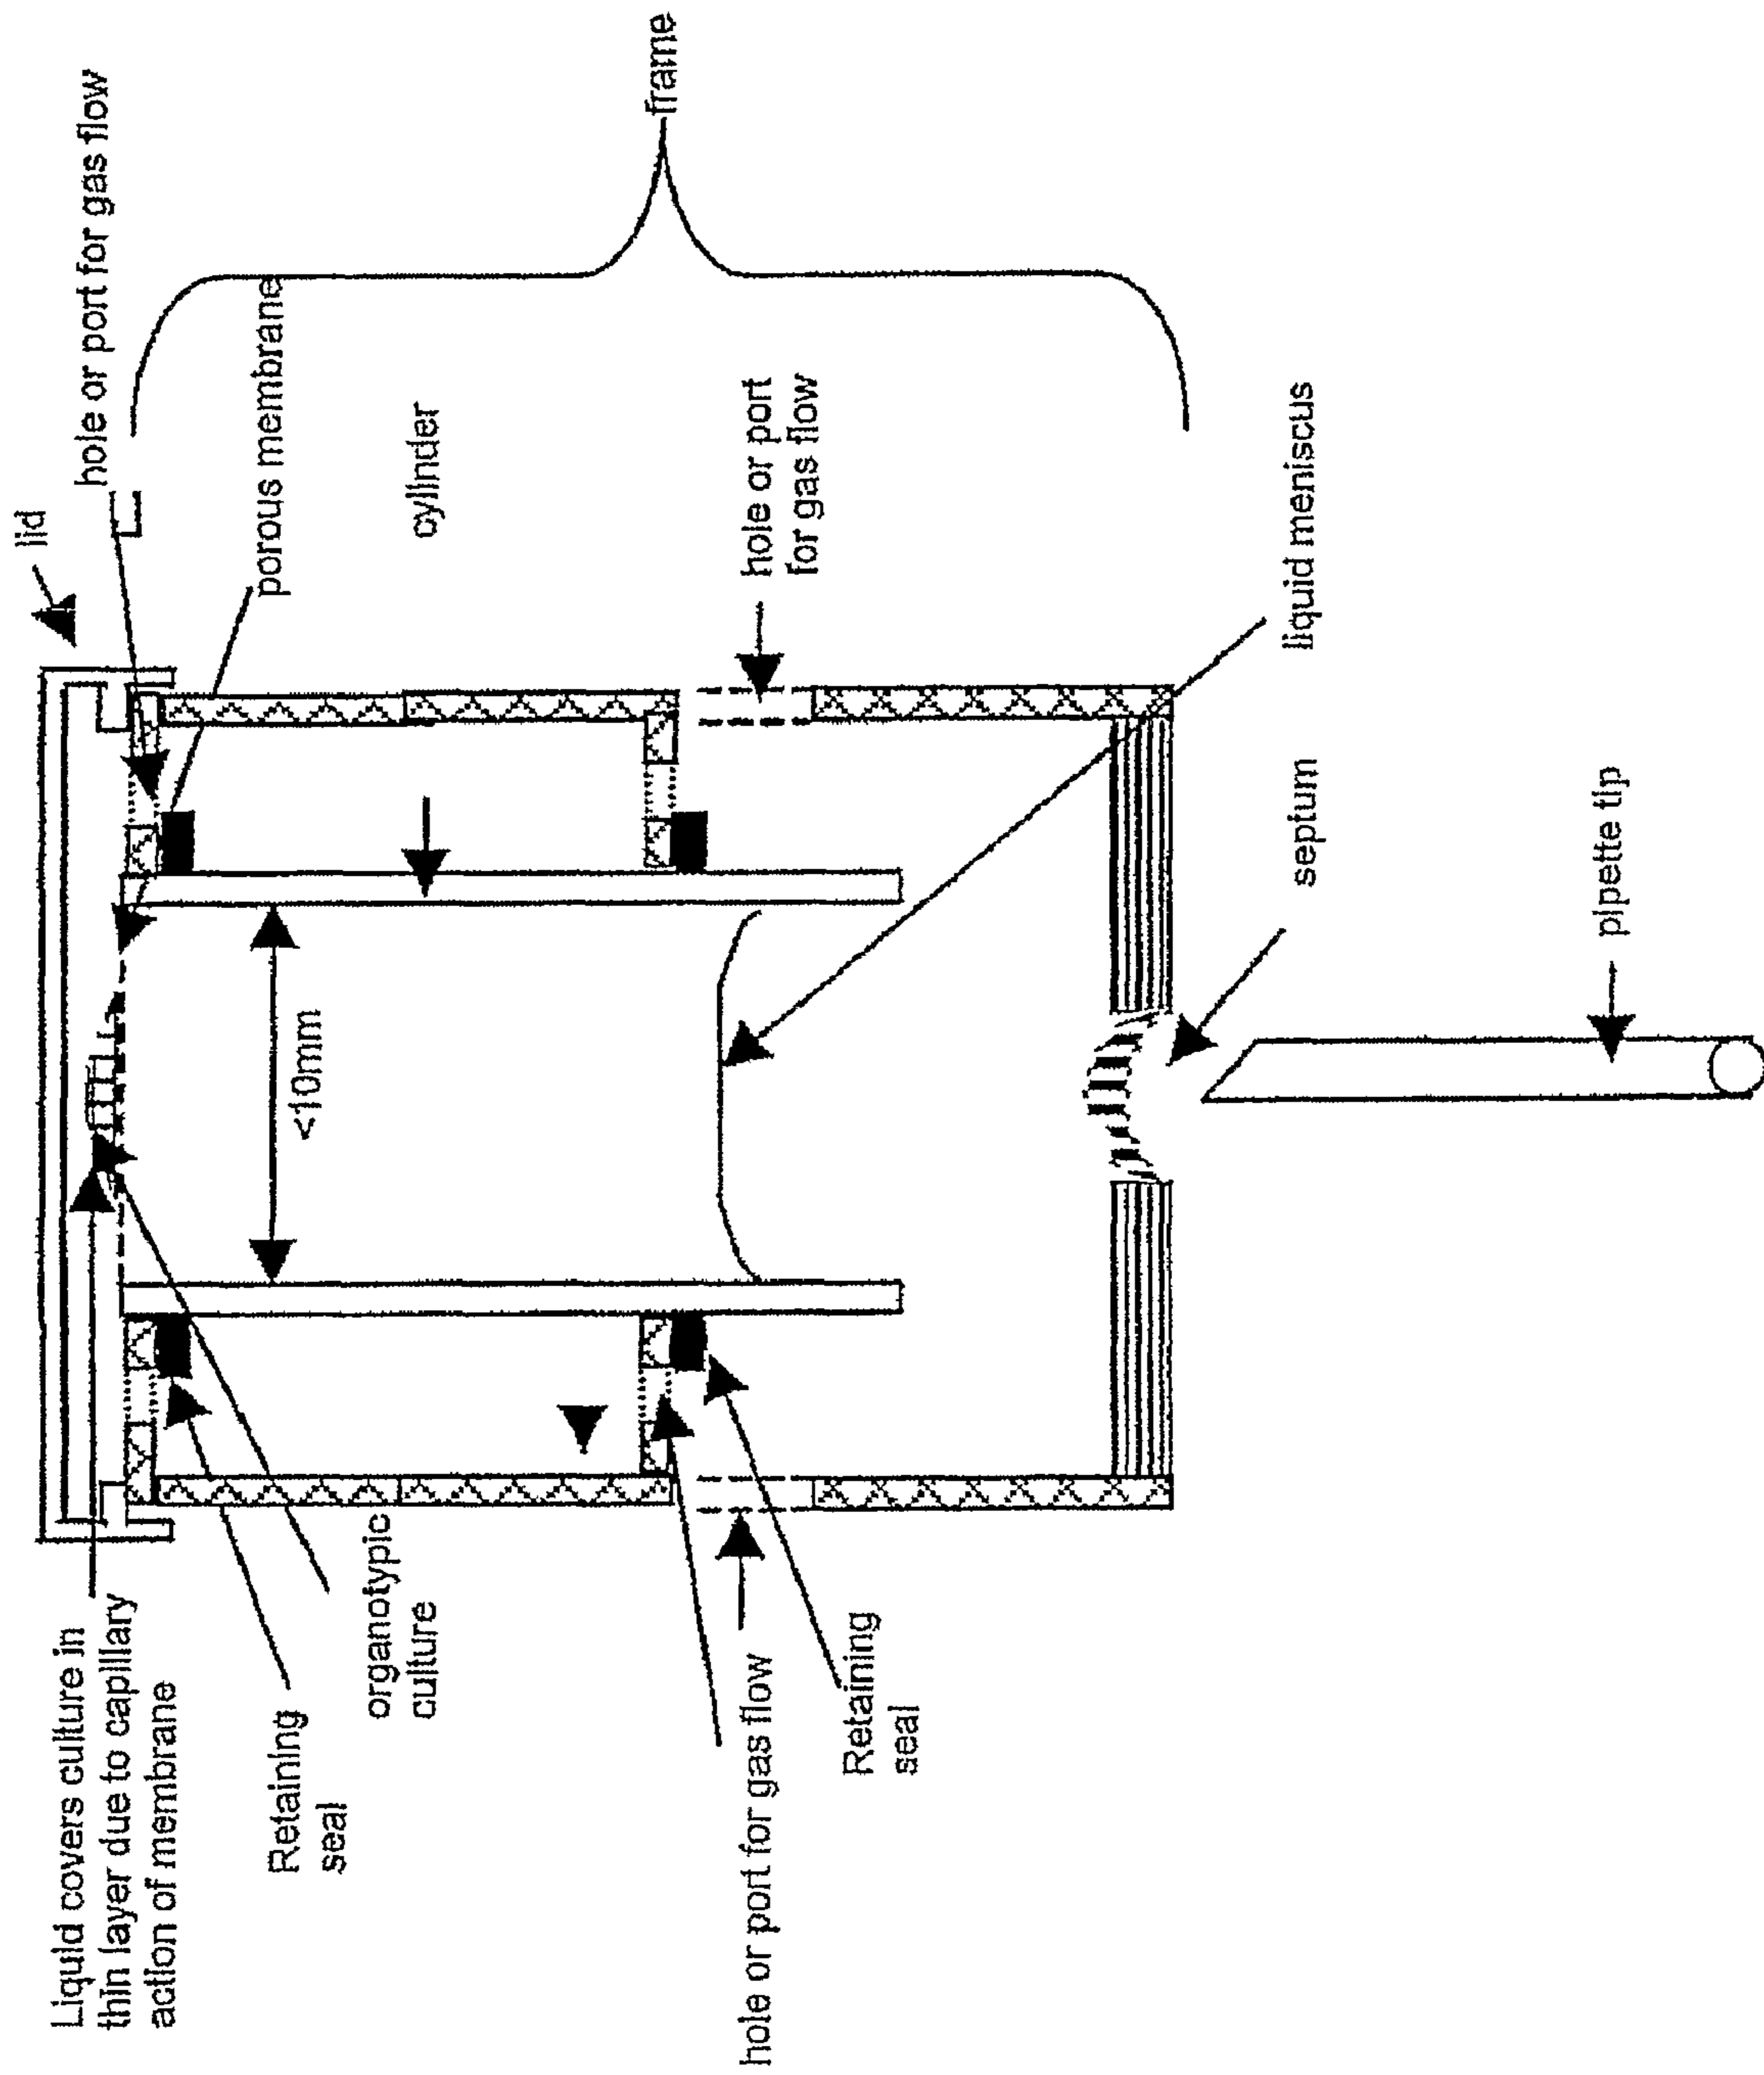 lid
hole or port for gas flow
porous membrane
cylinder
frame
hole or port
for gas flow
liquid meniscus
septum
pipette tip
<10mm
Liquid covers culture in
thin layer due to capillary
action of membrane
Retaining
seal
organotypic
culture
hole or port for gas flow
Retaining
seal